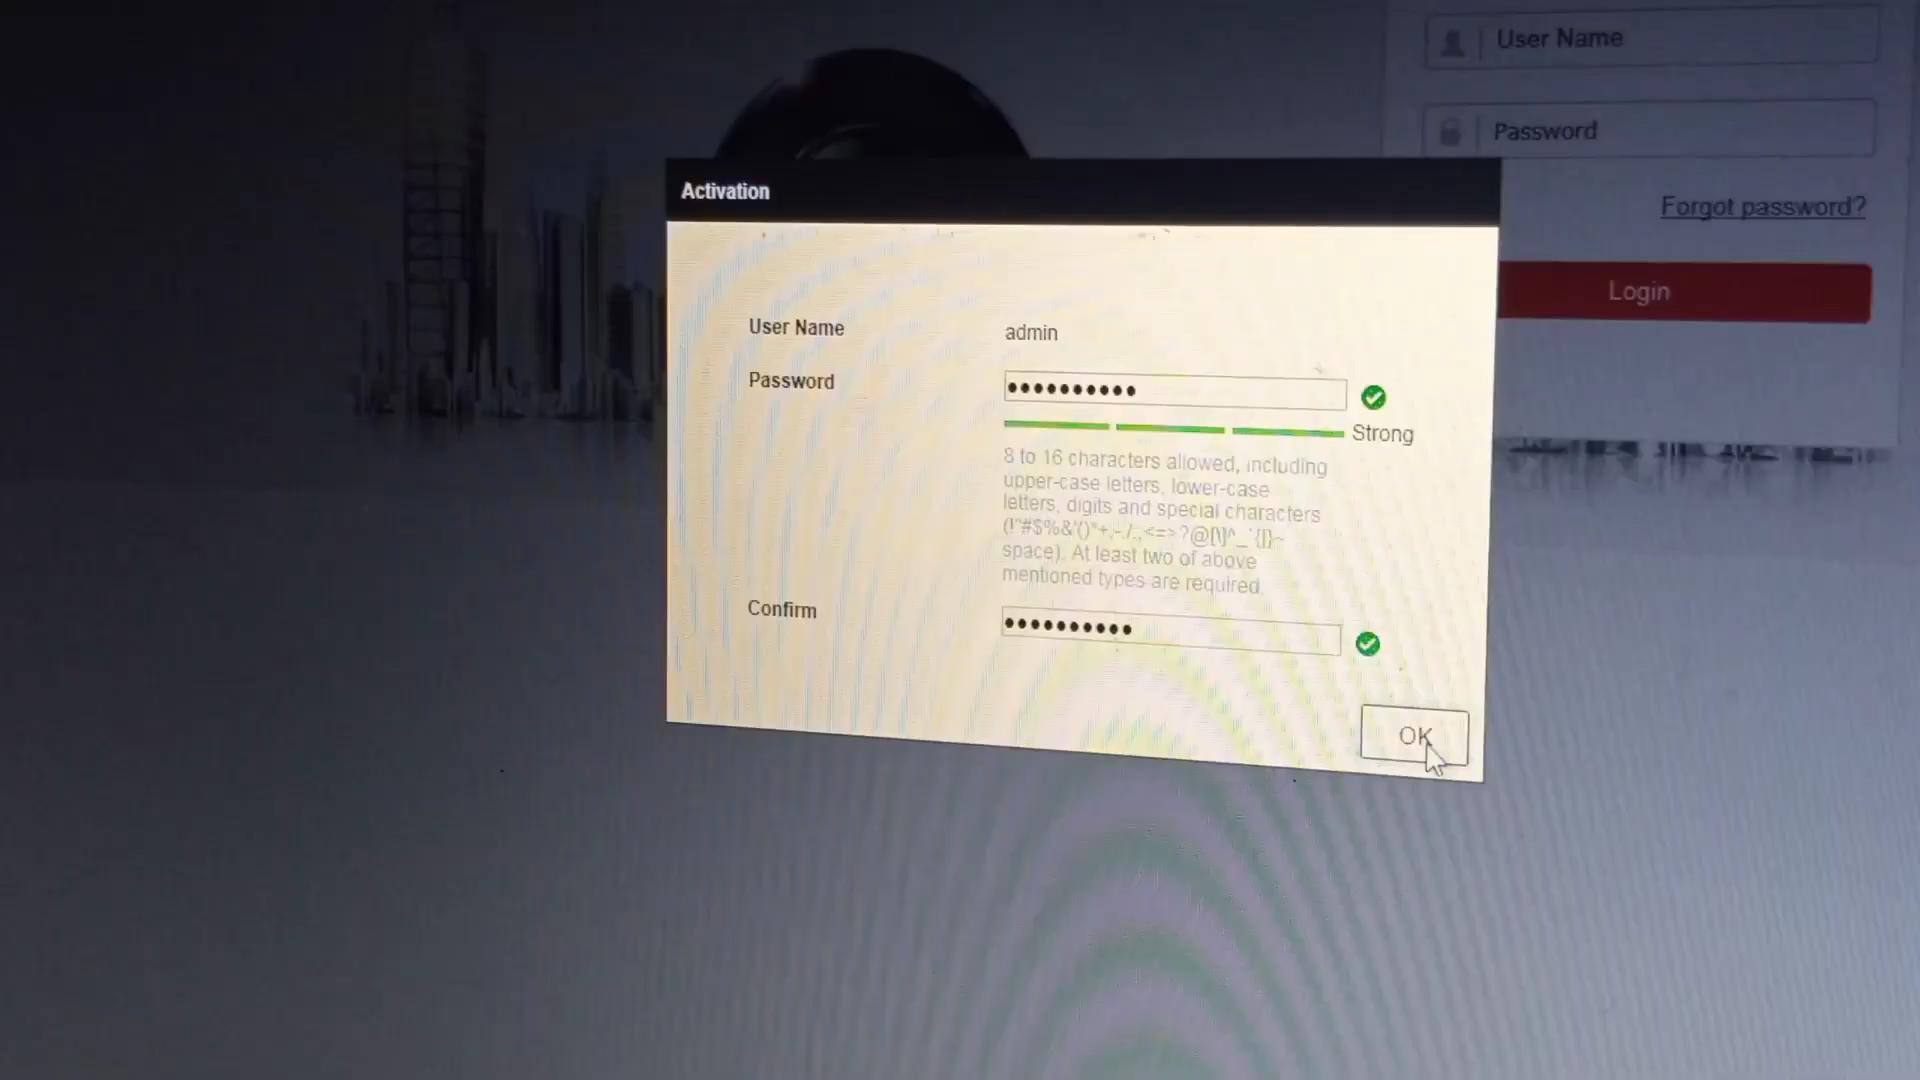 User Name
Password
Forgot password?
Login
Activation
User Name
admin
Password
Strong
8 to 16 characters allowed, including
upper-case letters, lower-case
letters, digits and special characters
space). At least two of above
mentioned types are required.
Confirm
OK